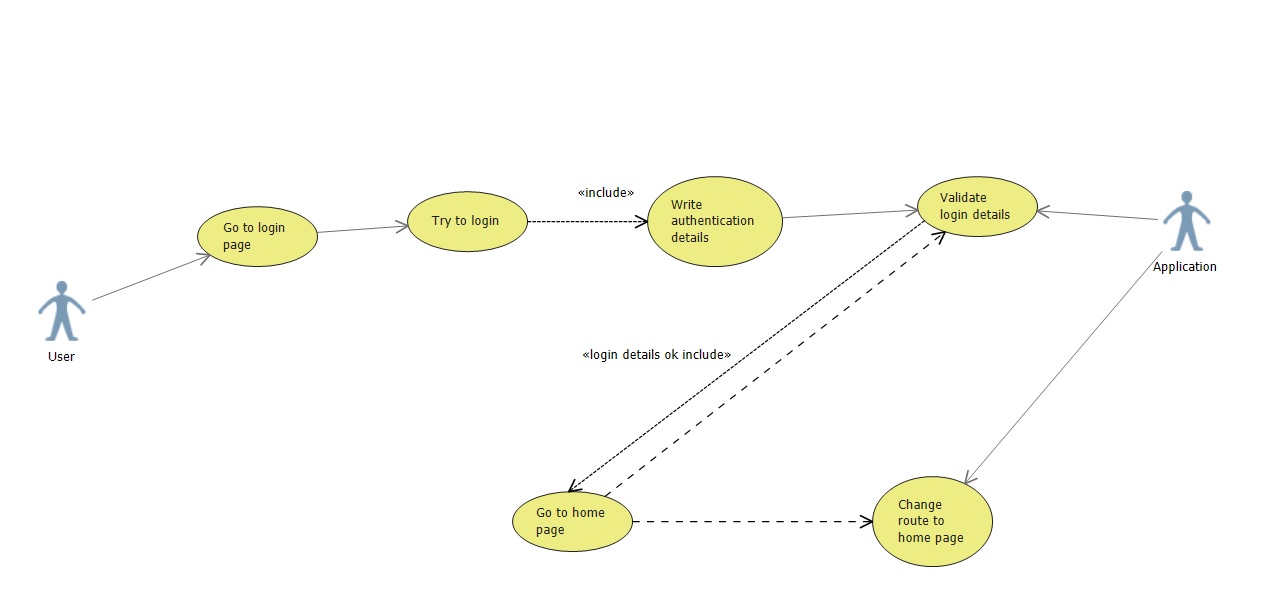 «include»
Write
authentication
details
Validate
login details
Try to login
Go to login
page
Application
User
«login details ok include»
Go to home
page
Change
route to
home page